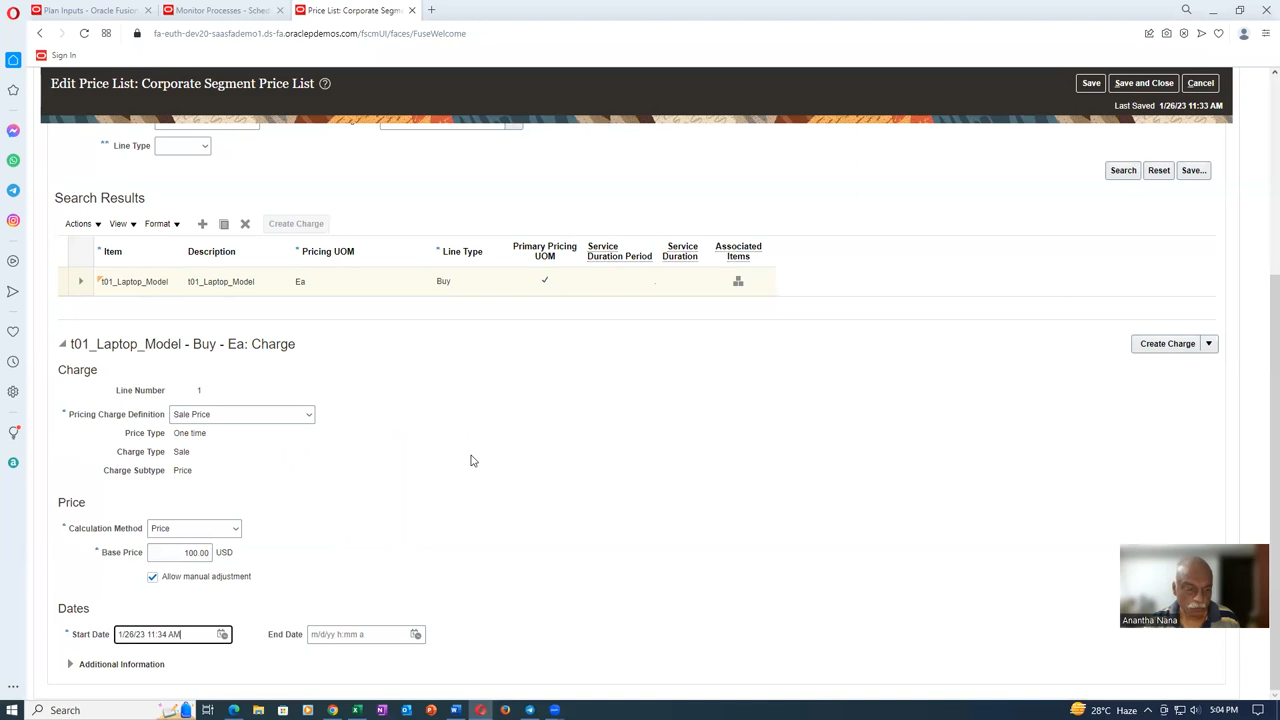 Plan Inputs - Oracle Fusion
Monitor Processes - Sched
Price List: Corporate Segme
fa-euth-dev20-saasfademo1.ds-fa.oraclepdemos.com/fscmUI/faces/FuseWelcome
Sign In
Edit Price List: Corporate Segment Price List
Save Save and Close Cancel
Last Saved 1/26/23 11:33 AM
** Line Type
Search Reset Save...
Search Results
Actions View Format Create Charge
* Item Description * Pricing UOM * Line Type Primary Pricing UOM Service Duration Period Service Duration Associated Items
t01_Laptop_Model t01_Laptop_Model Ea Buy
t01_Laptop_Model - Buy - Ea: Charge
Create Charge
Charge
Line Number 1
* Pricing Charge Definition Sale Price
Price Type One time
Charge Type Sale
Charge Subtype Price
Price
* Calculation Method Price
* Base Price 100.00 USD
Allow manual adjustment
Dates
* Start Date 1/26/23 11:34 AM End Date m/d/yy h:mm a
Additional Information
Anantha Nana
Search
28°C Haze
5:04 PM